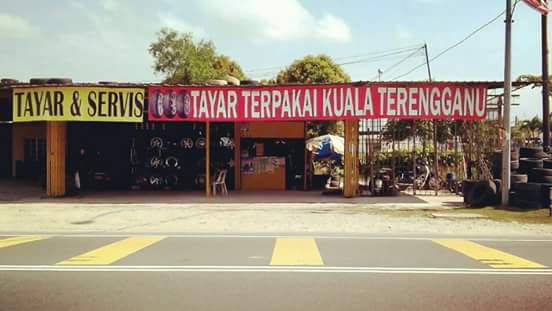 TAYAR & SERVIS
TAYAR TERPAKAI KUALA TERENGGANU